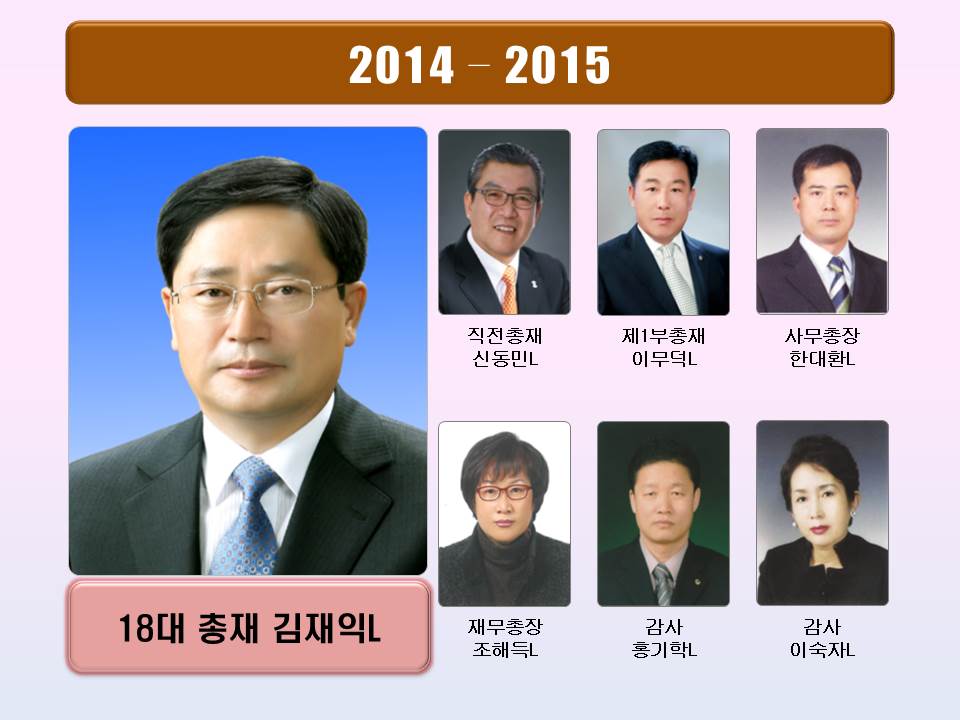 2014 – 2015
직전총재
신동민L
제1부총재
이무덕L
사무총장
한대환L
18대 총재 김재익L
재무총장
조해득L
감사
홍기학L
감사
이숙자L